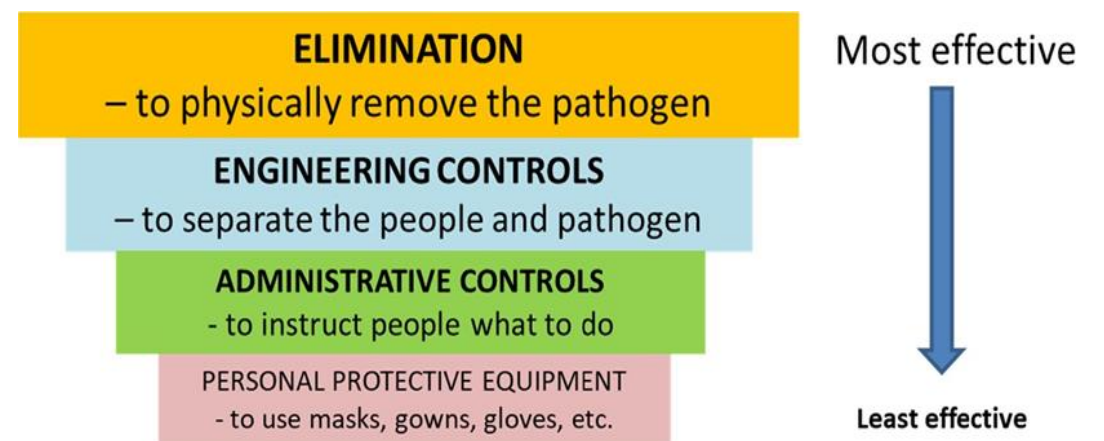 ELIMINATION
– to physically remove the pathogen
ENGINEERING CONTROLS
– to separate the people and pathogen
ADMINISTRATIVE CONTROLS
- to instruct people what to do
PERSONAL PROTECTIVE EQUIPMENT
- to use masks, gowns, gloves, etc.
Most effective
Least effective